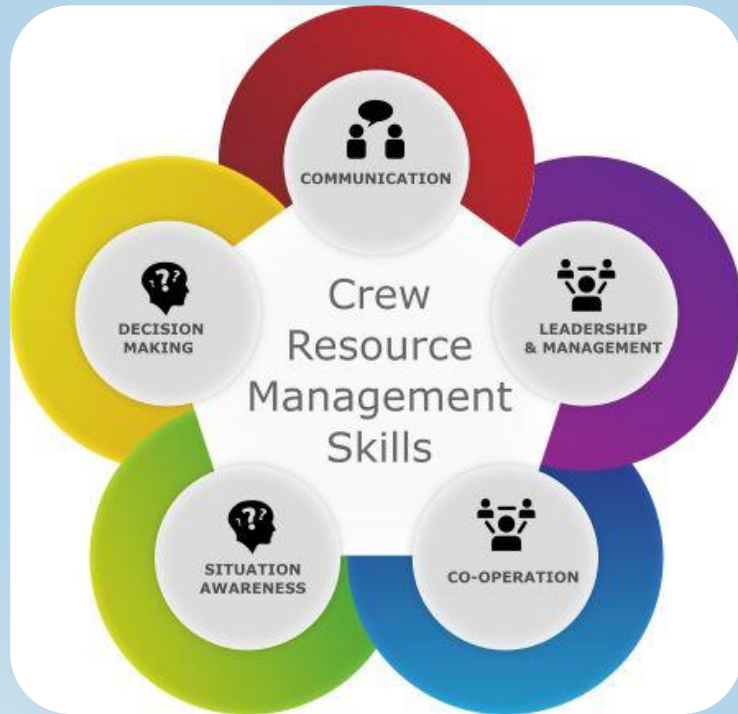 COMMUNICATION
DECISION
MAKING
LEADERSHIP
& MANAGEMENT
Crew
Resource
Management
Skills
SITUATION
AWARENESS
CO-OPERATION